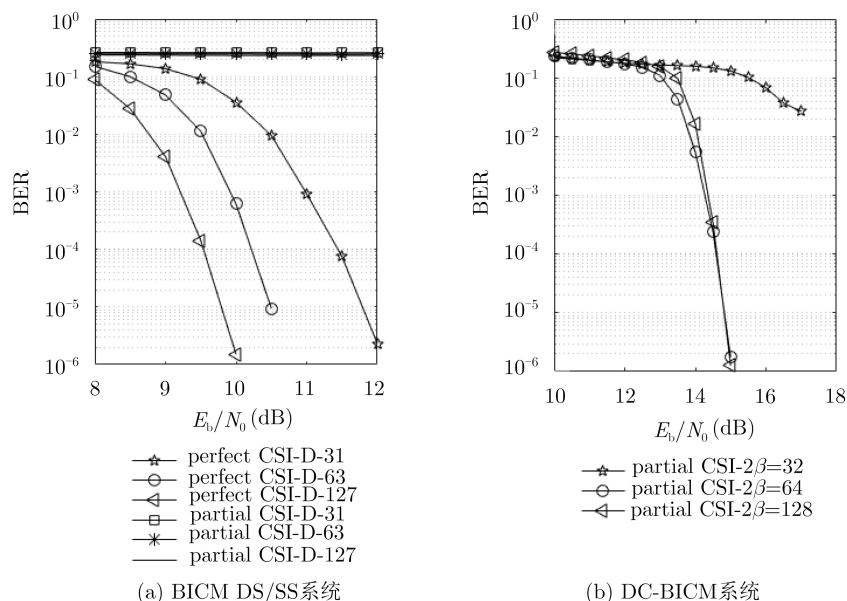 10^0
10^-1
10^-2
10^-3
10^-4
10^-5
10^-6
BER
8 9 10 11 12
E_b/N_0 (dB)
perfect CSI-D-31
perfect CSI-D-63
perfect CSI-D-127
partial CSI-D-31
partial CSI-D-63
partial CSI-D-127
(a) BICM DS/SS系统
10^0
10^-1
10^-2
10^-3
10^-4
10^-5
10^-6
BER
10 12 14 16 18
E_b/N_0 (dB)
partial CSI-2β=32
partial CSI-2β=64
partial CSI-2β=128
(b) DC-BICM系统